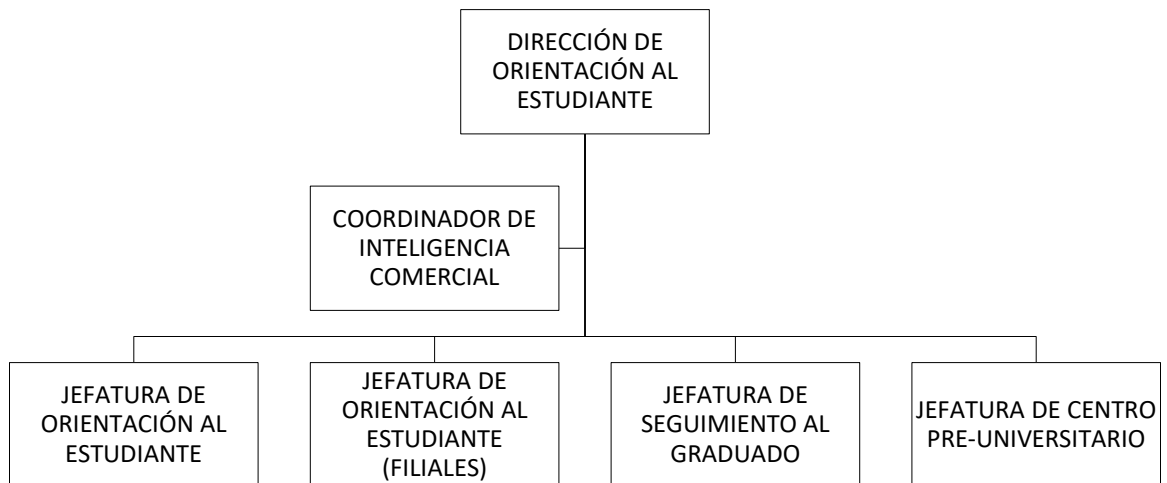 DIRECCIÓN DE
ORIENTACIÓN AL
ESTUDIANTE
COORDINADOR DE
INTELIGENCIA
COMERCIAL
JEFATURA DE
ORIENTACIÓN AL
ESTUDIANTE
JEFATURA DE
ORIENTACIÓN AL
ESTUDIANTE
(FILIALES)
JEFATURA DE
SEGUIMIENTO AL
GRADUADO
JEFATURA DE CENTRO
PRE-UNIVERSITARIO